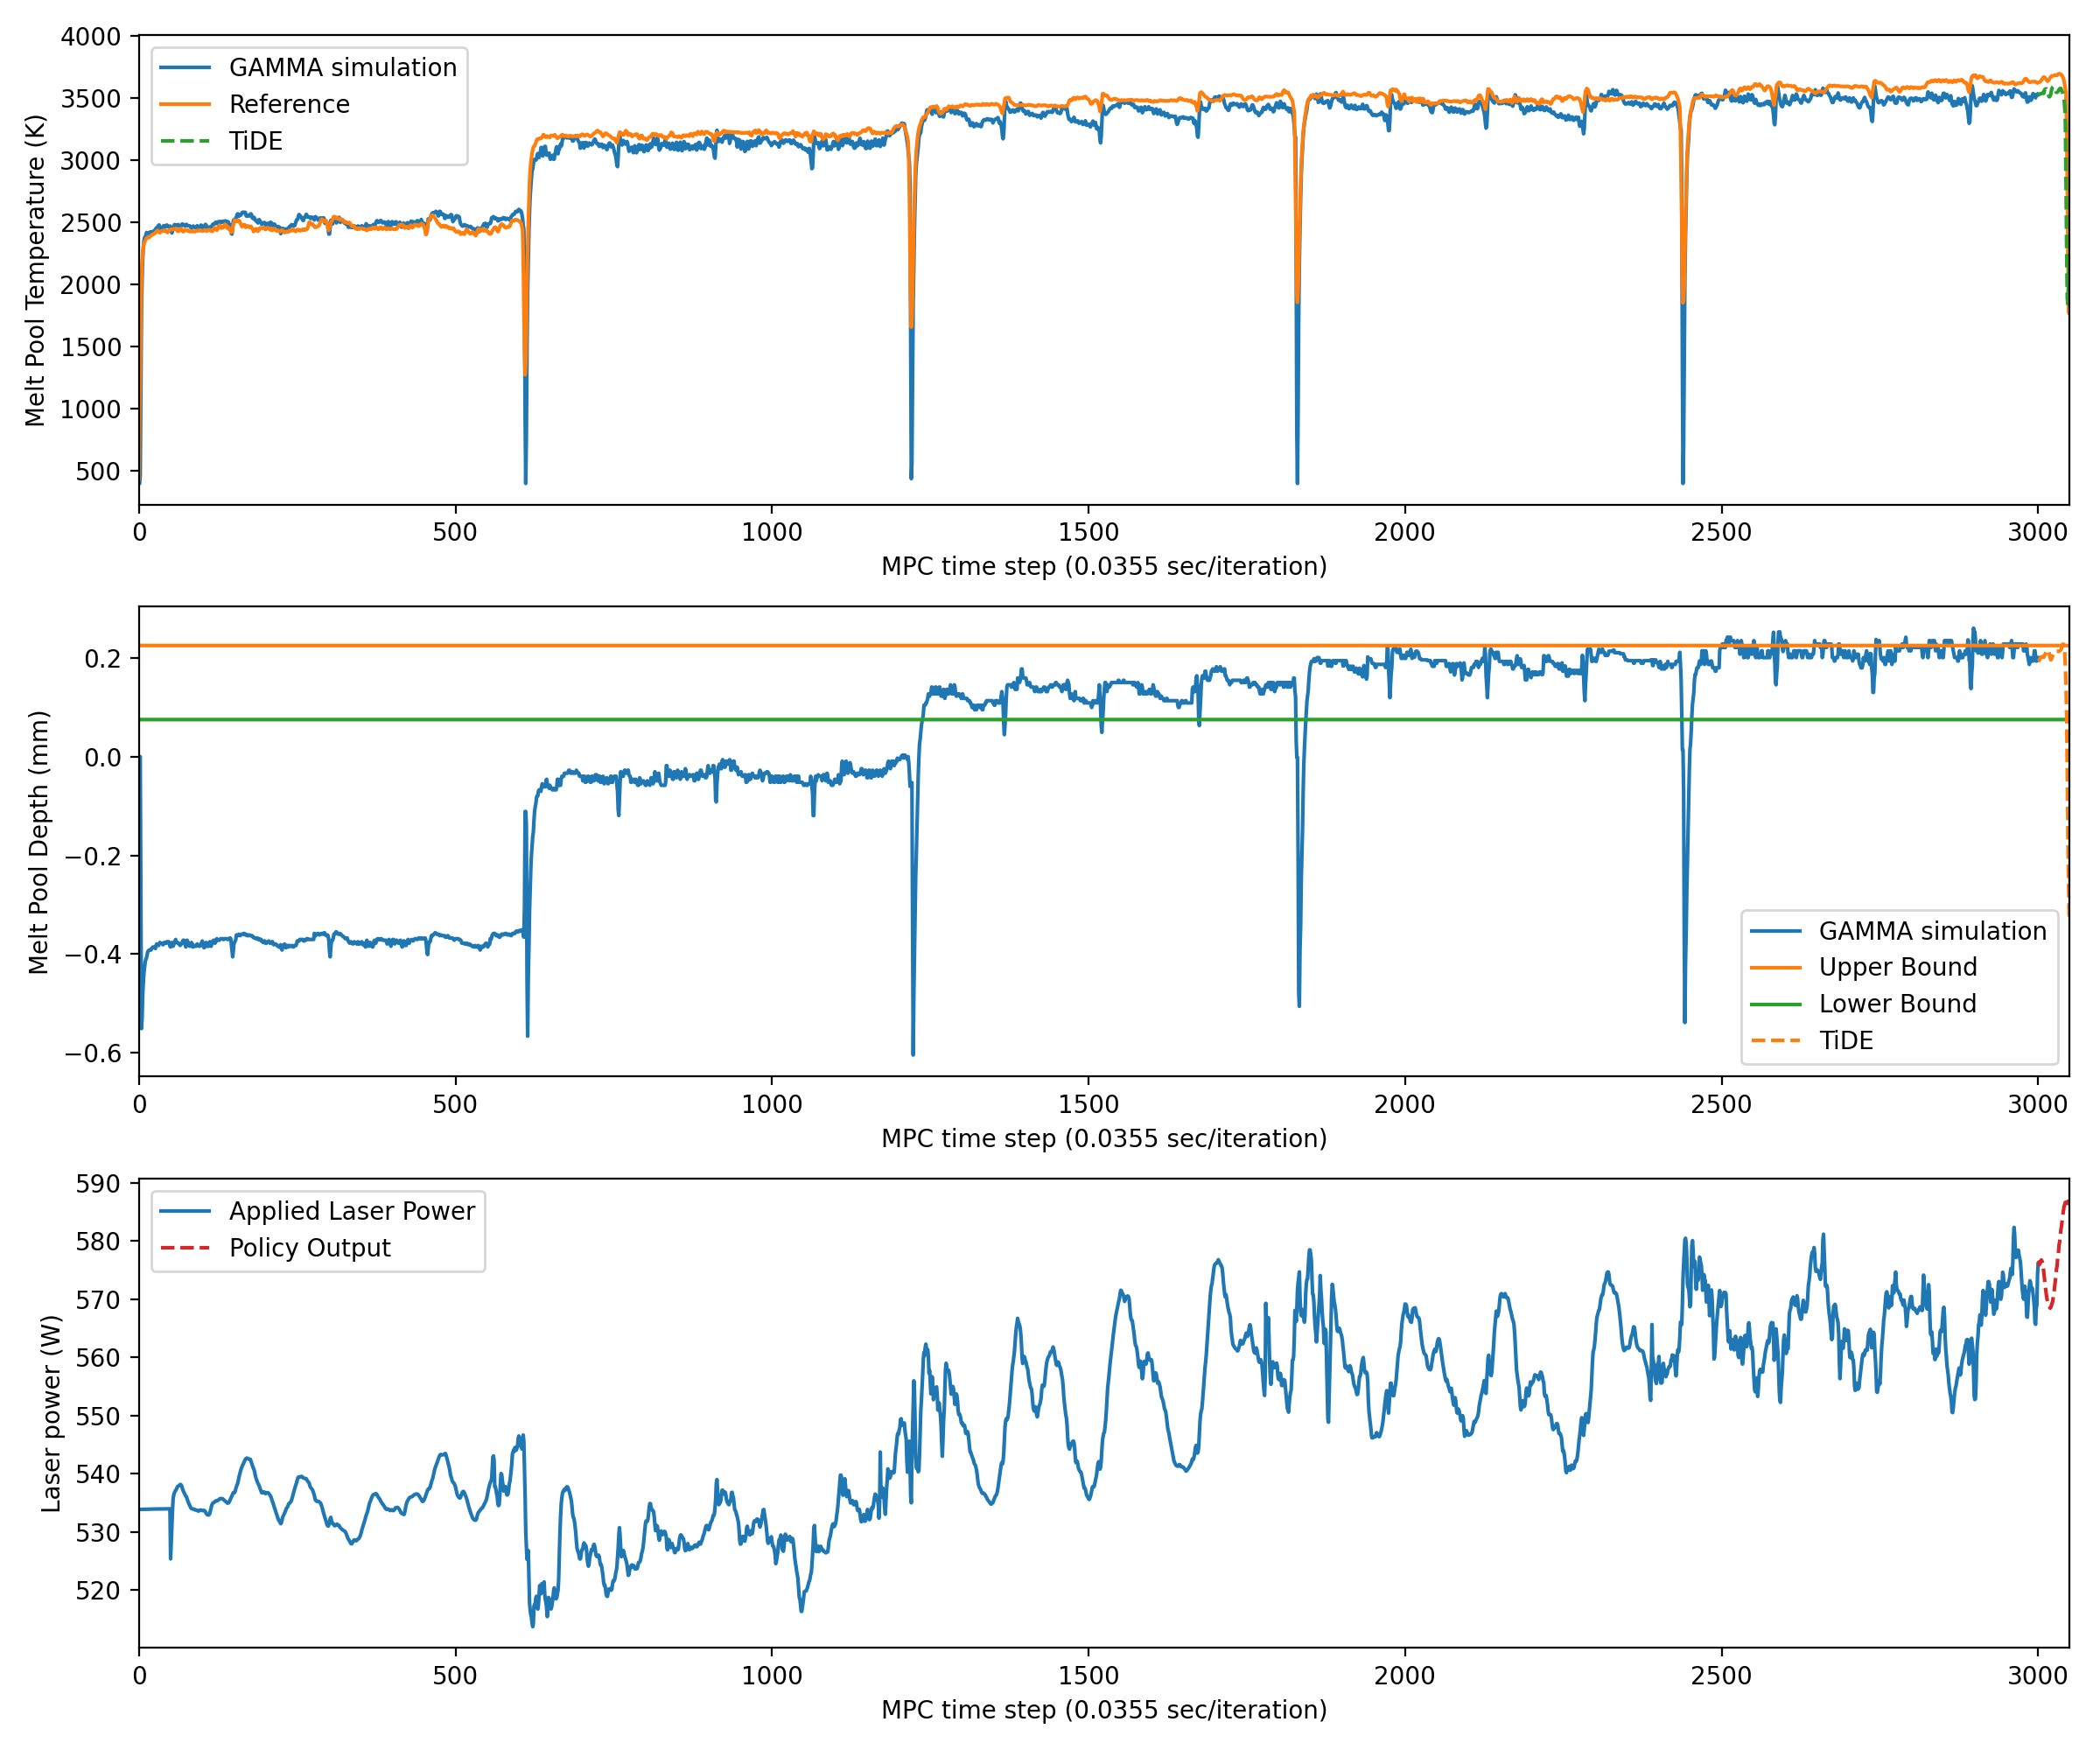 4000
3500
3000
2500
2000
1500
1000
500
Melt Pool Temperature (K)
GAMMA simulation
Reference
TiDE
0 500 1000 1500 2000 2500 3000
MPC time step (0.0355 sec/iteration)
0.2
0.0
−0.2
−0.4
−0.6
Melt Pool Depth (mm)
GAMMA simulation
Upper Bound
Lower Bound
TiDE
0 500 1000 1500 2000 2500 3000
MPC time step (0.0355 sec/iteration)
590
580
570
560
550
540
530
520
Laser power (W)
Applied Laser Power
Policy Output
0 500 1000 1500 2000 2500 3000
MPC time step (0.0355 sec/iteration)